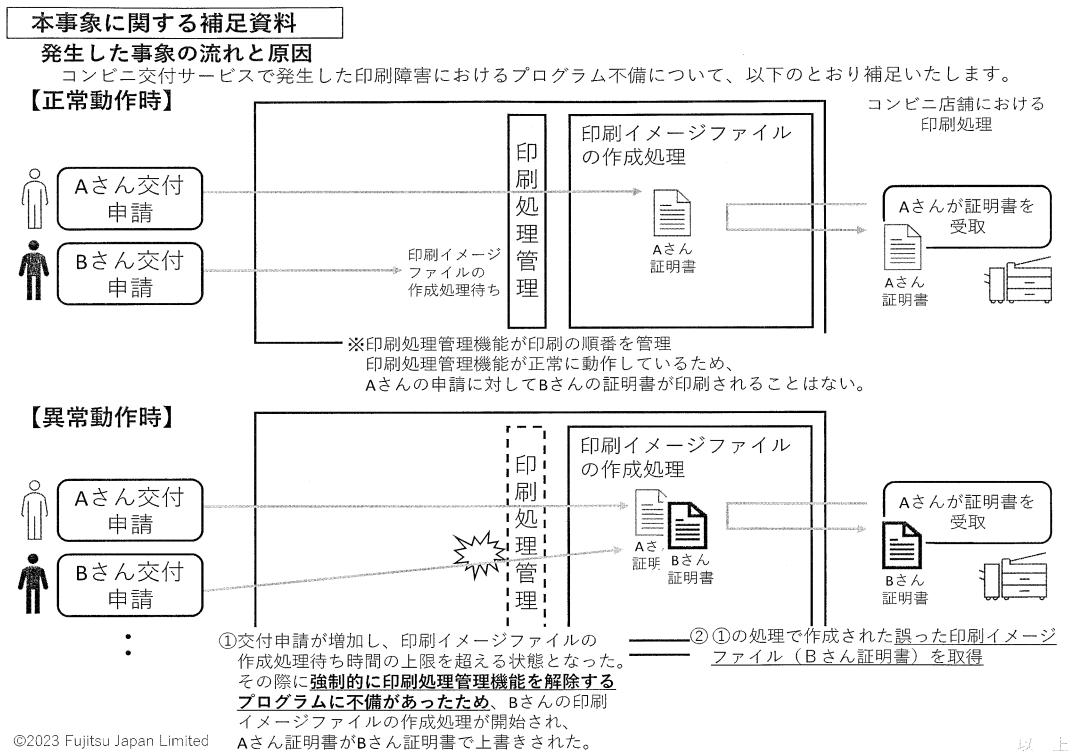 本事象に関する補足資料
発生した事象の流れと原因
コンビニ交付サービスで発生した印刷障害におけるプログラム不備について、以下のとおり補足いたします。
【正常動作時】
コンビニ店舗における
印刷処理
印刷処理管理
印刷イメージファイル
の作成処理
Aさん交付
申請
Bさん交付
申請
印刷イメージ
ファイルの
作成処理待ち
Aさん
証明書
Aさんが証明書を
受取
Aさん
証明書
※印刷処理管理機能が印刷の順番を管理
印刷処理管理機能が正常に動作しているため、
Aさんの申請に対してBさんの証明書が印刷されることはない。
【異常動作時】
印刷処理管理
印刷イメージファイル
の作成処理
Aさん交付
申請
Bさん交付
申請
Aさ
証明
Bさん
証明書
Aさんが証明書を
受取
Bさん
証明書
①交付申請が増加し、印刷イメージファイルの
作成処理待ち時間の上限を超える状態となった。
その際に強制的に印刷処理管理機能を解除する
プログラムに不備があったため、Bさんの印刷
イメージファイルの作成処理が開始され、
Aさん証明書がBさん証明書で上書きされた。
②①の処理で作成された誤った印刷イメージ
ファイル（Bさん証明書）を取得
©2023 Fujitsu Japan Limited
以 上